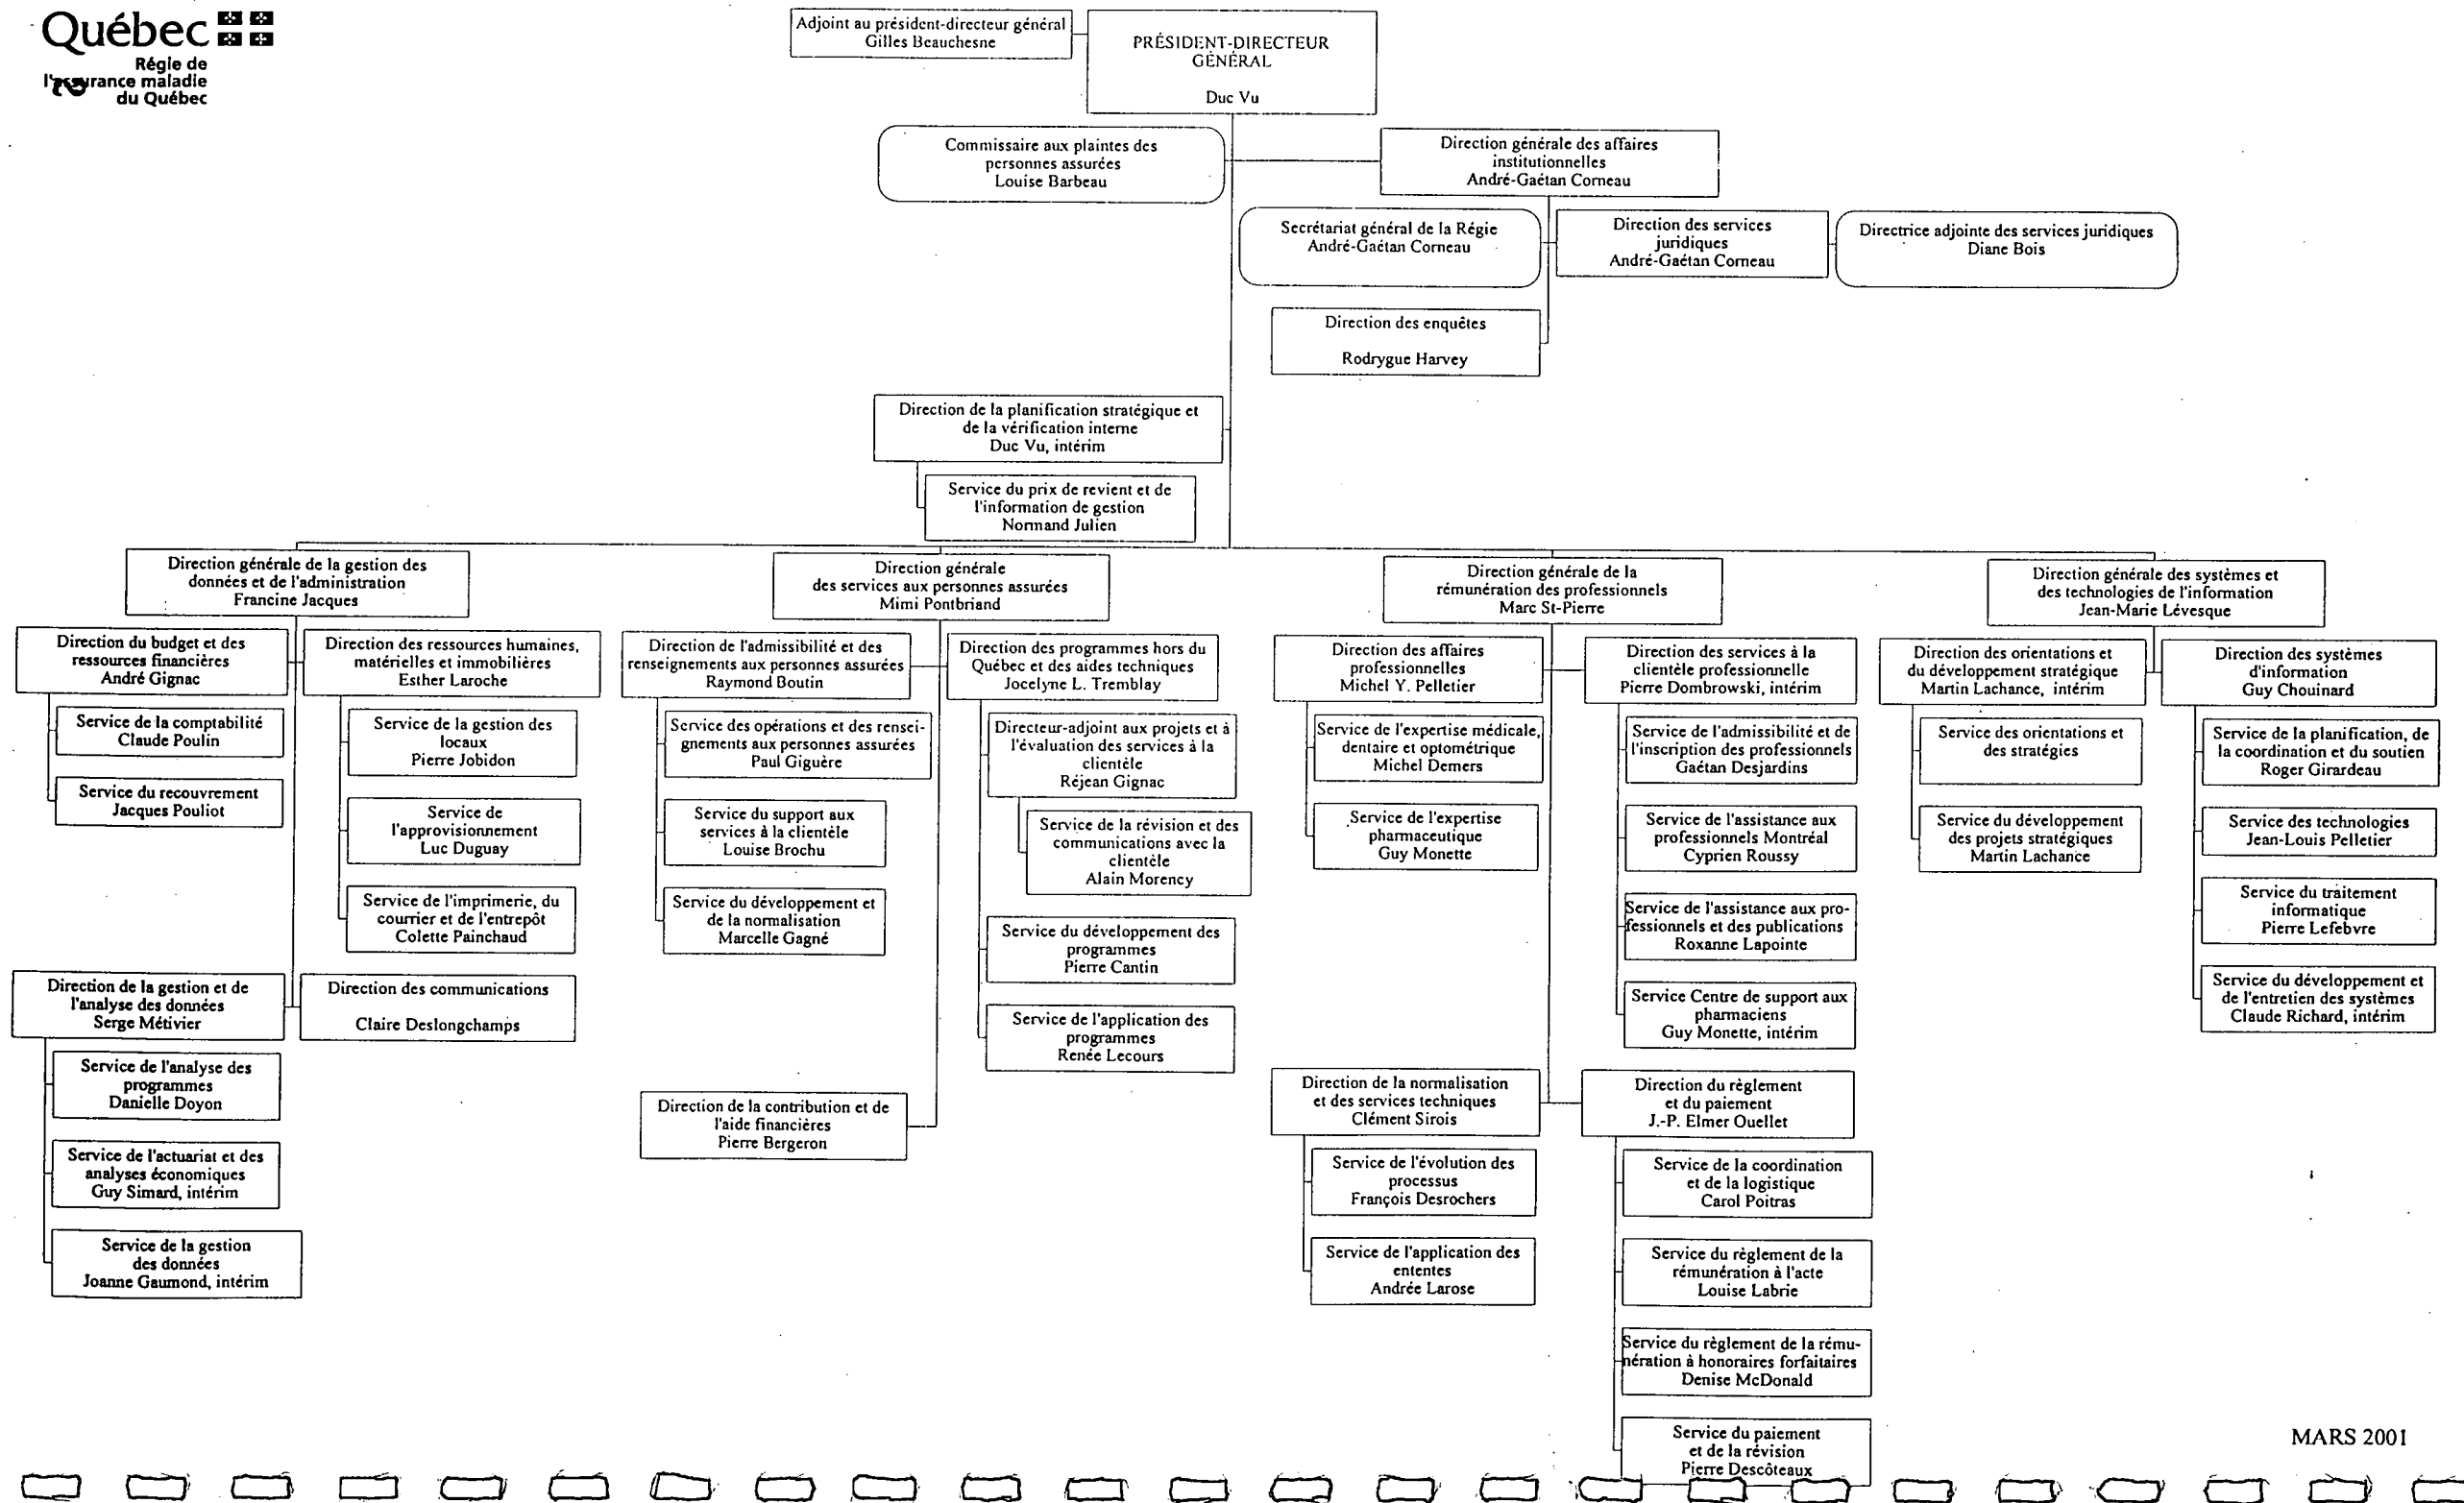 Québec
Régie de
l'assurance maladie
du Québec
Adjoint au président-directeur général
Gilles Beauchesne
PRÉSIDENT-DIRECTEUR
GÉNÉRAL
Duc Vu
Commissaire aux plaintes des
personnes assurées
Louise Barbeau
Direction générale des affaires
institutionnelles
André-Gaétan Corneau
Secrétariat général de la Régie
André-Gaétan Corneau
Direction des services
juridiques
André-Gaétan Corneau
Directrice adjointe des services juridiques
Diane Bois
Direction des enquêtes
Rodrygue Harvey
Direction de la planification stratégique et
de la vérification interne
Duc Vu, intérim
Service du prix de revient et de
l'information de gestion
Normand Julien
Direction générale de la gestion des
données et de l'administration
Francine Jacques
Direction du budget et des
ressources financières
André Gignac
Service de la comptabilité
Claude Poulin
Service du recouvrement
Jacques Pouliot
Direction des ressources humaines,
matérielles et immobilières
Esther Laroche
Service de la gestion des
locaux
Pierre Jobidon
Service de
l'approvisionnement
Luc Duguay
Service de l'imprimerie, du
courrier et de l'entrepôt
Colette Painchaud
Direction de la gestion et de
l'analyse des données
Serge Métivier
Service de l'analyse des
programmes
Danielle Doyon
Service de l'actuariat et des
analyses économiques
Guy Simard, intérim
Service de la gestion
des données
Joanne Gaumond, intérim
Direction des communications
Claire Deslongchamps
Direction générale
des services aux personnes assurées
Mimi Pontbriand
Direction de l'admissibilité et des
renseignements aux personnes assurées
Raymond Boutin
Service des opérations et des rensei-
gnements aux personnes assurées
Paul Giguère
Service du support aux
services à la clientèle
Louise Brochu
Service du développement et
de la normalisation
Marcelle Gagné
Direction des programmes hors du
Québec et des aides techniques
Jocelyne L. Tremblay
Directeur-adjoint aux projets et à
l'évaluation des services à la
clientèle
Réjean Gignac
Service de la révision et des
communications avec la
clientèle
Alain Morency
Service du développement des
programmes
Pierre Cantin
Service de l'application des
programmes
Renée Lecours
Direction de la contribution et de
l'aide financières
Pierre Bergeron
Direction générale de la
rémunération des professionnels
Marc St-Pierre
Direction des affaires
professionnelles
Michel Y. Pelletier
Service de l'expertise médicale,
dentaire et optométrique
Michel Demers
Service de l'expertise
pharmaceutique
Guy Monette
Direction des services à la
clientèle professionnelle
Pierre Dombrowski, intérim
Service de l'admissibilité et de
l'inscription des professionnels
Gaétan Desjardins
Service de l'assistance aux
professionnels Montréal
Cyprien Roussy
Service de l'assistance aux pro-
fessionnels et des publications
Roxanne Lapointe
Service Centre de support aux
pharmaciens
Guy Monette, intérim
Direction de la normalisation
et des services techniques
Clément Sirois
Service de l'évolution des
processus
François Desrochers
Service de l'application des
ententes
Andrée Larose
Direction du règlement
et du paiement
J.-P. Elmer Ouellet
Service de la coordination
et de la logistique
Carol Poitras
Service du règlement de la
rémunération à l'acte
Louise Labrie
Service du règlement de la rému-
nération à honoraires forfaitaires
Denise McDonald
Service du paiement
et de la révision
Pierre Descôteaux
Direction générale des systèmes et
des technologies de l'information
Jean-Marie Lévesque
Direction des orientations et
du développement stratégique
Martin Lachance, intérim
Service des orientations et
des stratégies
Service du développement
des projets stratégiques
Martin Lachance
Direction des systèmes
d'information
Guy Chouinard
Service de la planification, de
la coordination et du soutien
Roger Girardeau
Service des technologies
Jean-Louis Pelletier
Service du traitement
informatique
Pierre Lefebvre
Service du développement et
de l'entretien des systèmes
Claude Richard, intérim
MARS 2001